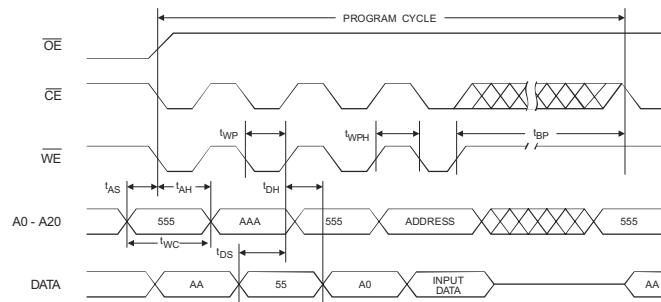 PROGRAM CYCLE
OE
CE
tWP
tWPH
tBP
WE
tAS
tAH
tDH
A0 - A20
555
AAA
555
ADDRESS
555
tWC
tDS
DATA
AA
55
A0
INPUT
DATA
AA